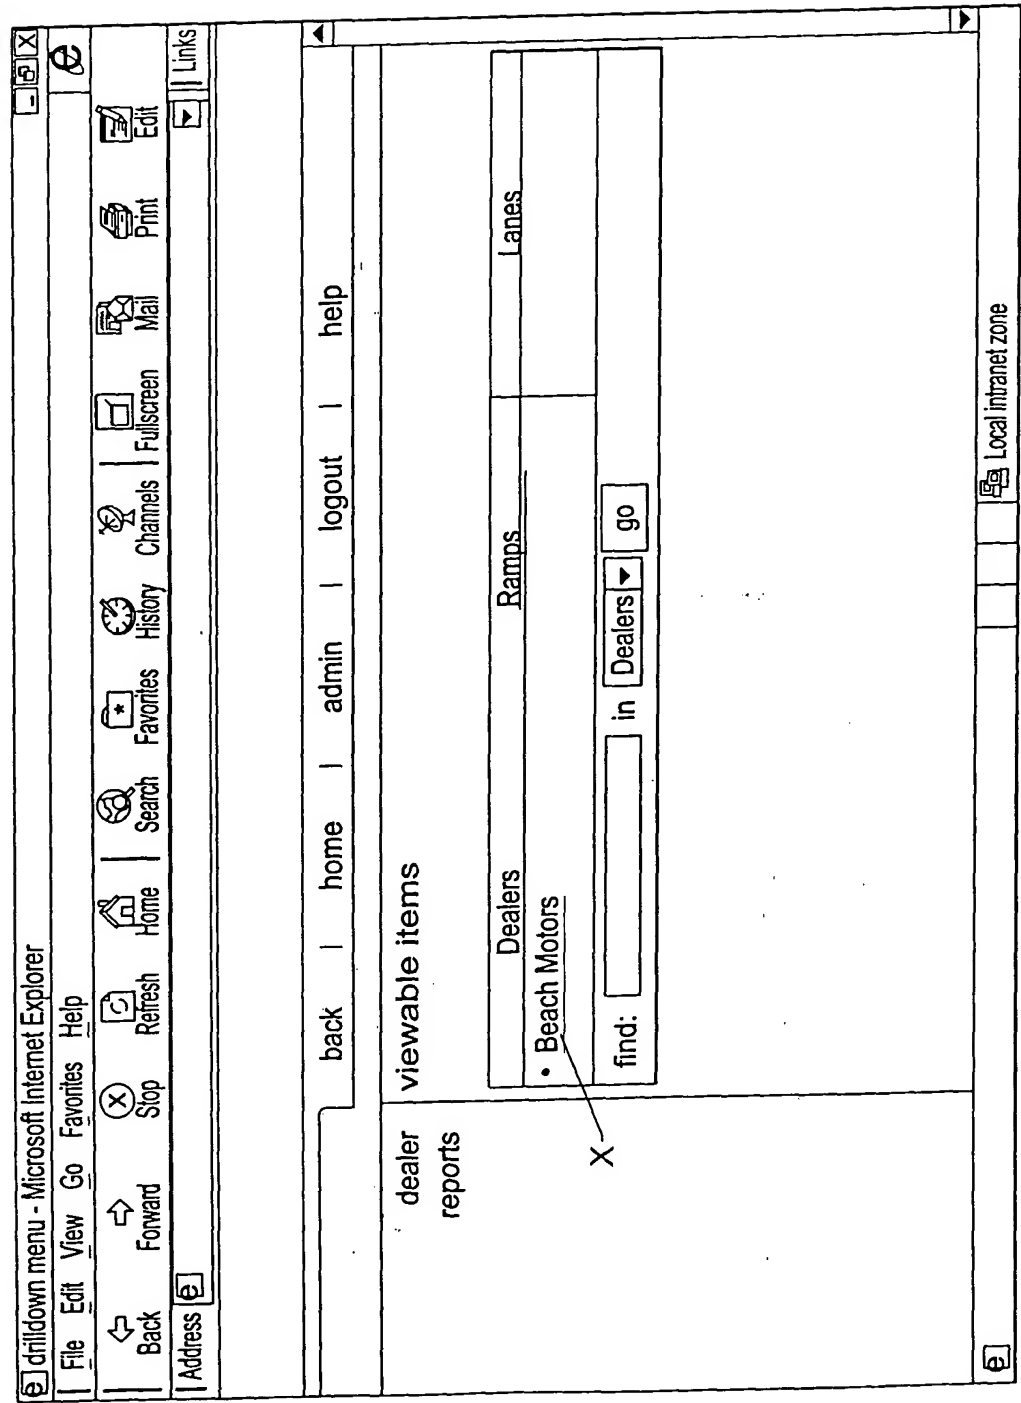 drilldown menu - Microsoft Internet Explorer
File Edit View Go Favorites Help
Back Forward Stop Refresh Home Search Favorites History Channels Fullscreen Mail Print Edit
Address Links
back | home | admin | logout | help
dealer
reports
viewable items
Dealers Ramps Lanes
• Beach Motors
find: in Dealers go
X
Local intranet zone